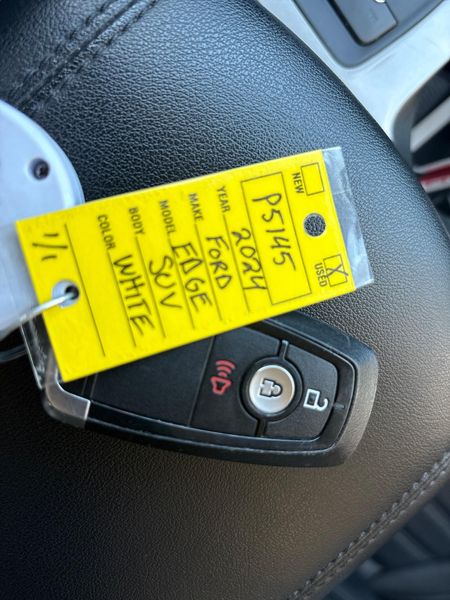 NEW
USED X
P5145
YEAR 2024
MAKE FORD
MODEL EDGE
BODY SUV
COLOR WHITE
1/1